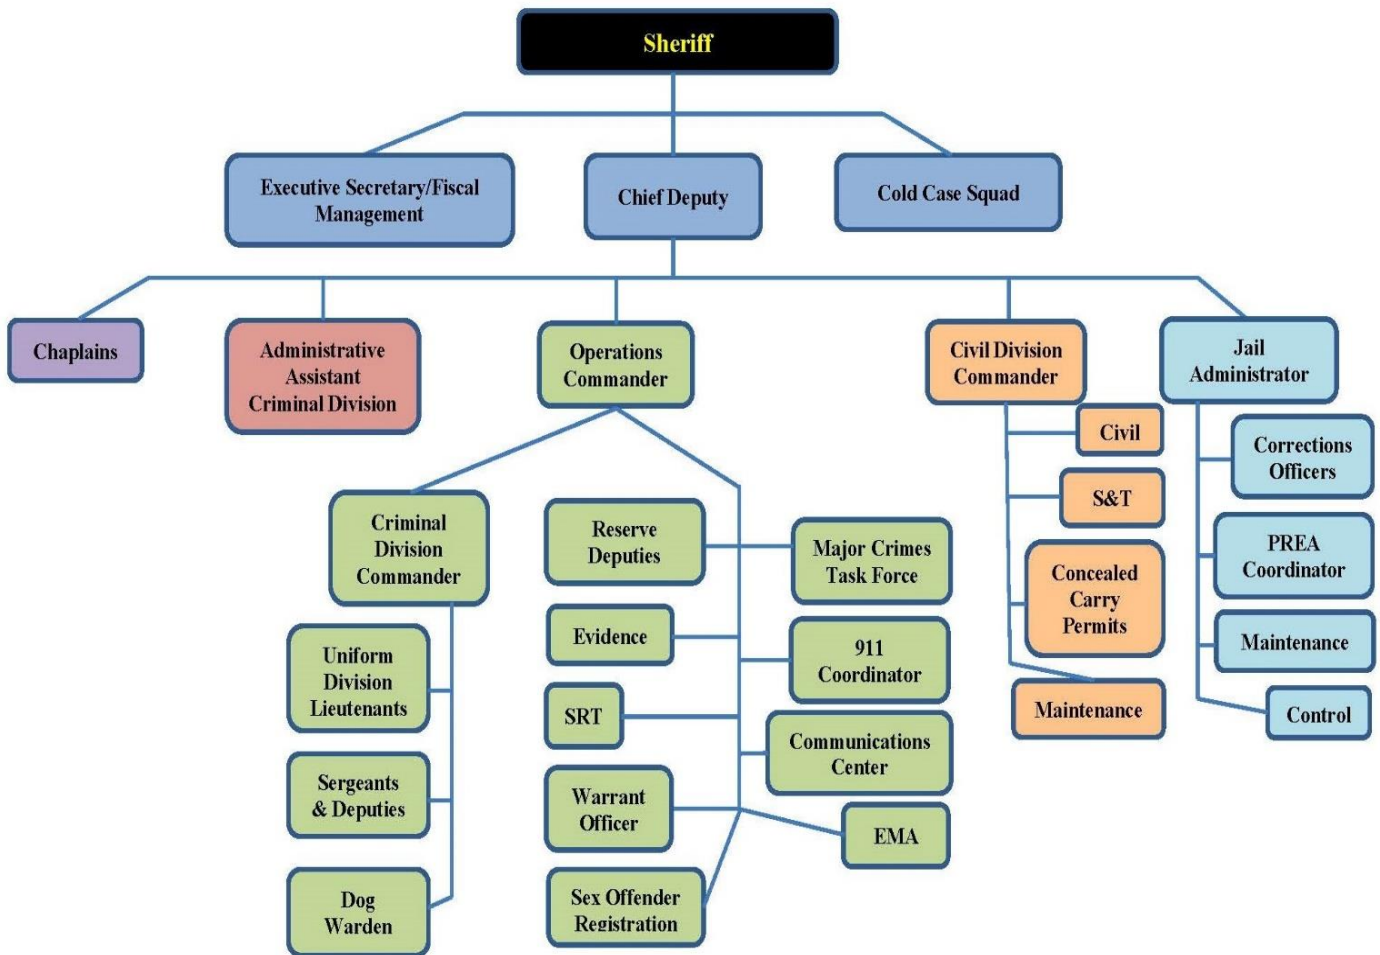 Sheriff
Executive Secretary/Fiscal
Management
Chief Deputy
Cold Case Squad
Chaplains
Administrative
Assistant
Criminal Division
Operations
Commander
Civil Division
Commander
Jail
Administrator
Criminal
Division
Commander
Uniform
Division
Lieutenants
Sergeants
& Deputies
Dog
Warden
Reserve
Deputies
Evidence
SRT
Warrant
Officer
Sex Offender
Registration
Major Crimes
Task Force
911
Coordinator
Communications
Center
EMA
Civil
S&T
Concealed
Carry
Permits
Maintenance
Corrections
Officers
PREA
Coordinator
Maintenance
Control